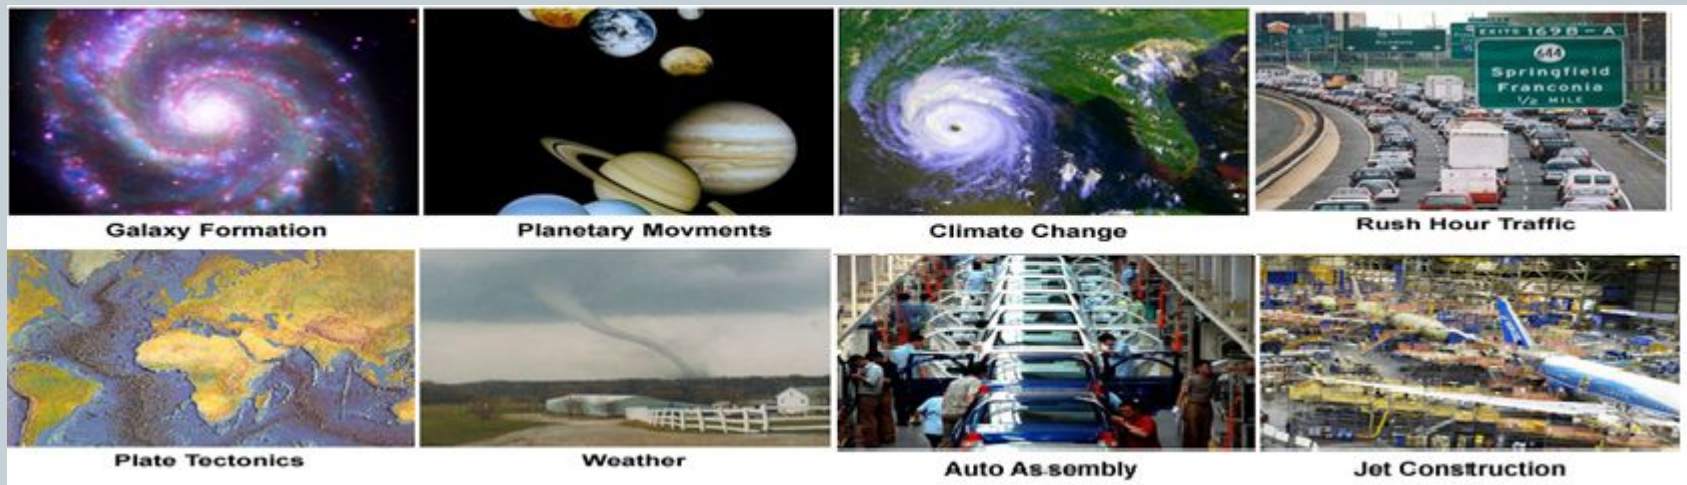 EXITS 169 B - A
644
Springfield
Franconia
1/2 MILE
Galaxy Formation
Planetary Movments
Climate Change
Rush Hour Traffic
Plate Tectonics
Weather
Auto Assembly
Jet Construction